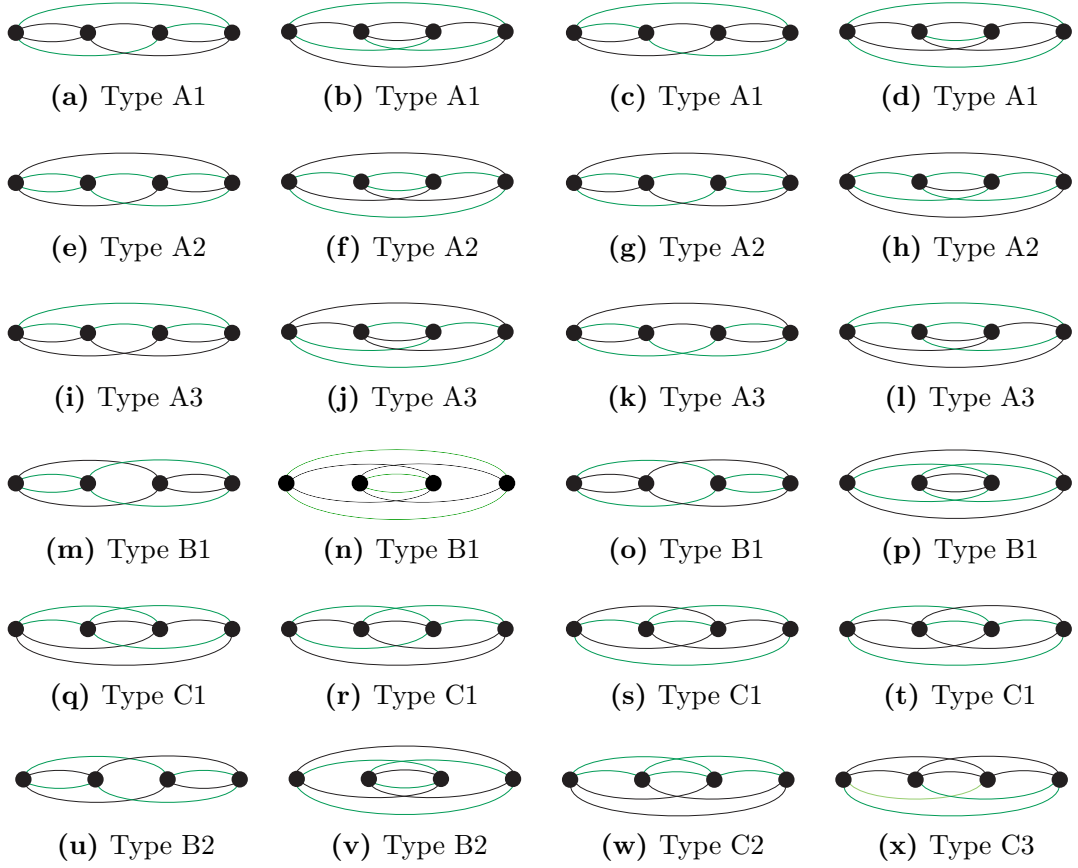 (a) Type A1 (b) Type A1 (c) Type A1 (d) Type A1
(e) Type A2 (f) Type A2 (g) Type A2 (h) Type A2
(i) Type A3 (j) Type A3 (k) Type A3 (l) Type A3
(m) Type B1 (n) Type B1 (o) Type B1 (p) Type B1
(q) Type C1 (r) Type C1 (s) Type C1 (t) Type C1
(u) Type B2 (v) Type B2 (w) Type C2 (x) Type C3